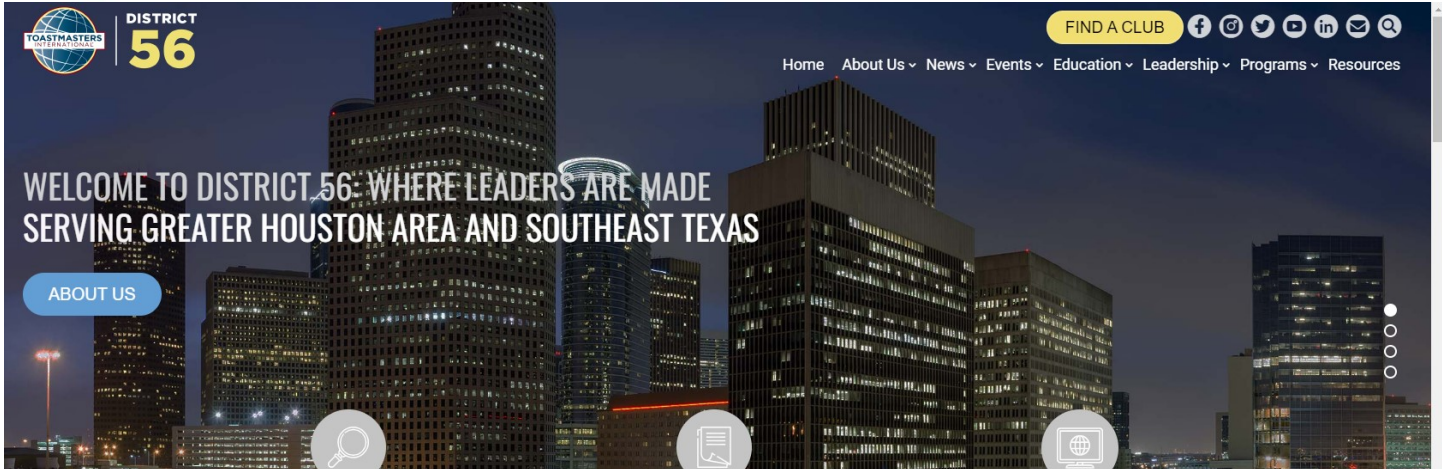 TOASTMASTERS
INTERNATIONAL
DISTRICT
56
FIND A CLUB
Home About Us News Events Education Leadership Programs Resources
WELCOME TO DISTRICT 56: WHERE LEADERS ARE MADE
SERVING GREATER HOUSTON AREA AND SOUTHEAST TEXAS
ABOUT US